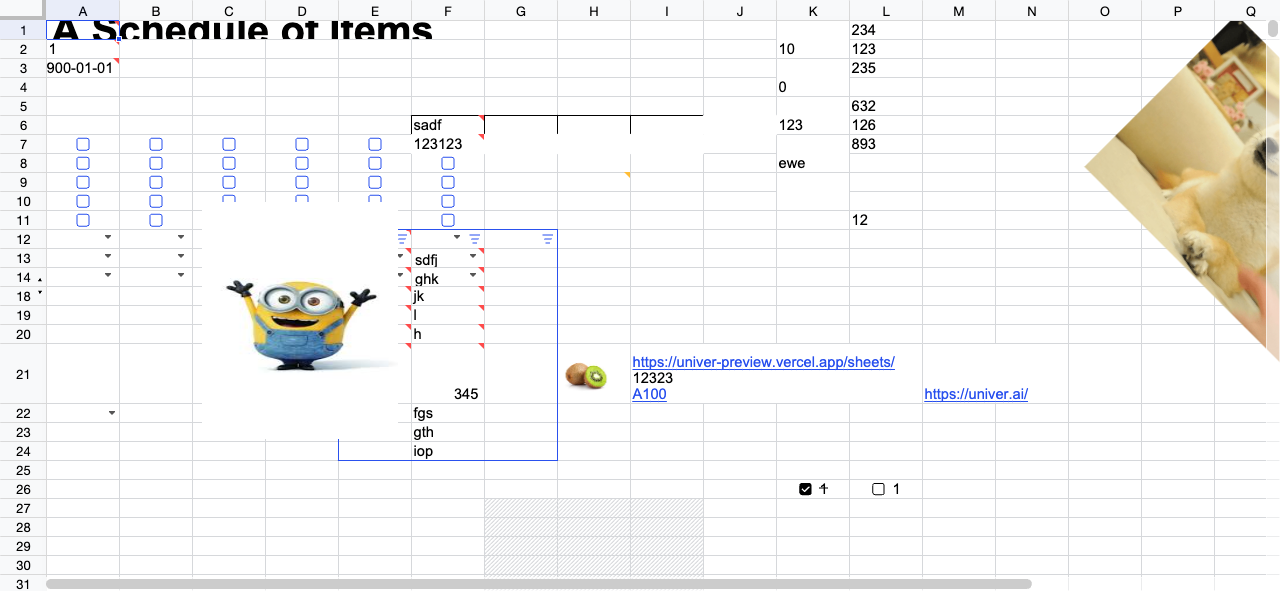 A B C D E F G H I J K L M N O P Q
1 A Schedule of Items 234
2 1 10 123
3 900-01-01 235
4 0
5 632
6 sadf 123 126
7 123123 893
8 ewe
9
10
11 12
12
13 sdfj
14 ghk
18 jk
19 l
20 h
https://univer-preview.vercel.app/sheets/
21 12323
345 A100 https://univer.ai/
22 fgs
23 gth
24 iop
25
26 1 1
27
28
29
30
31